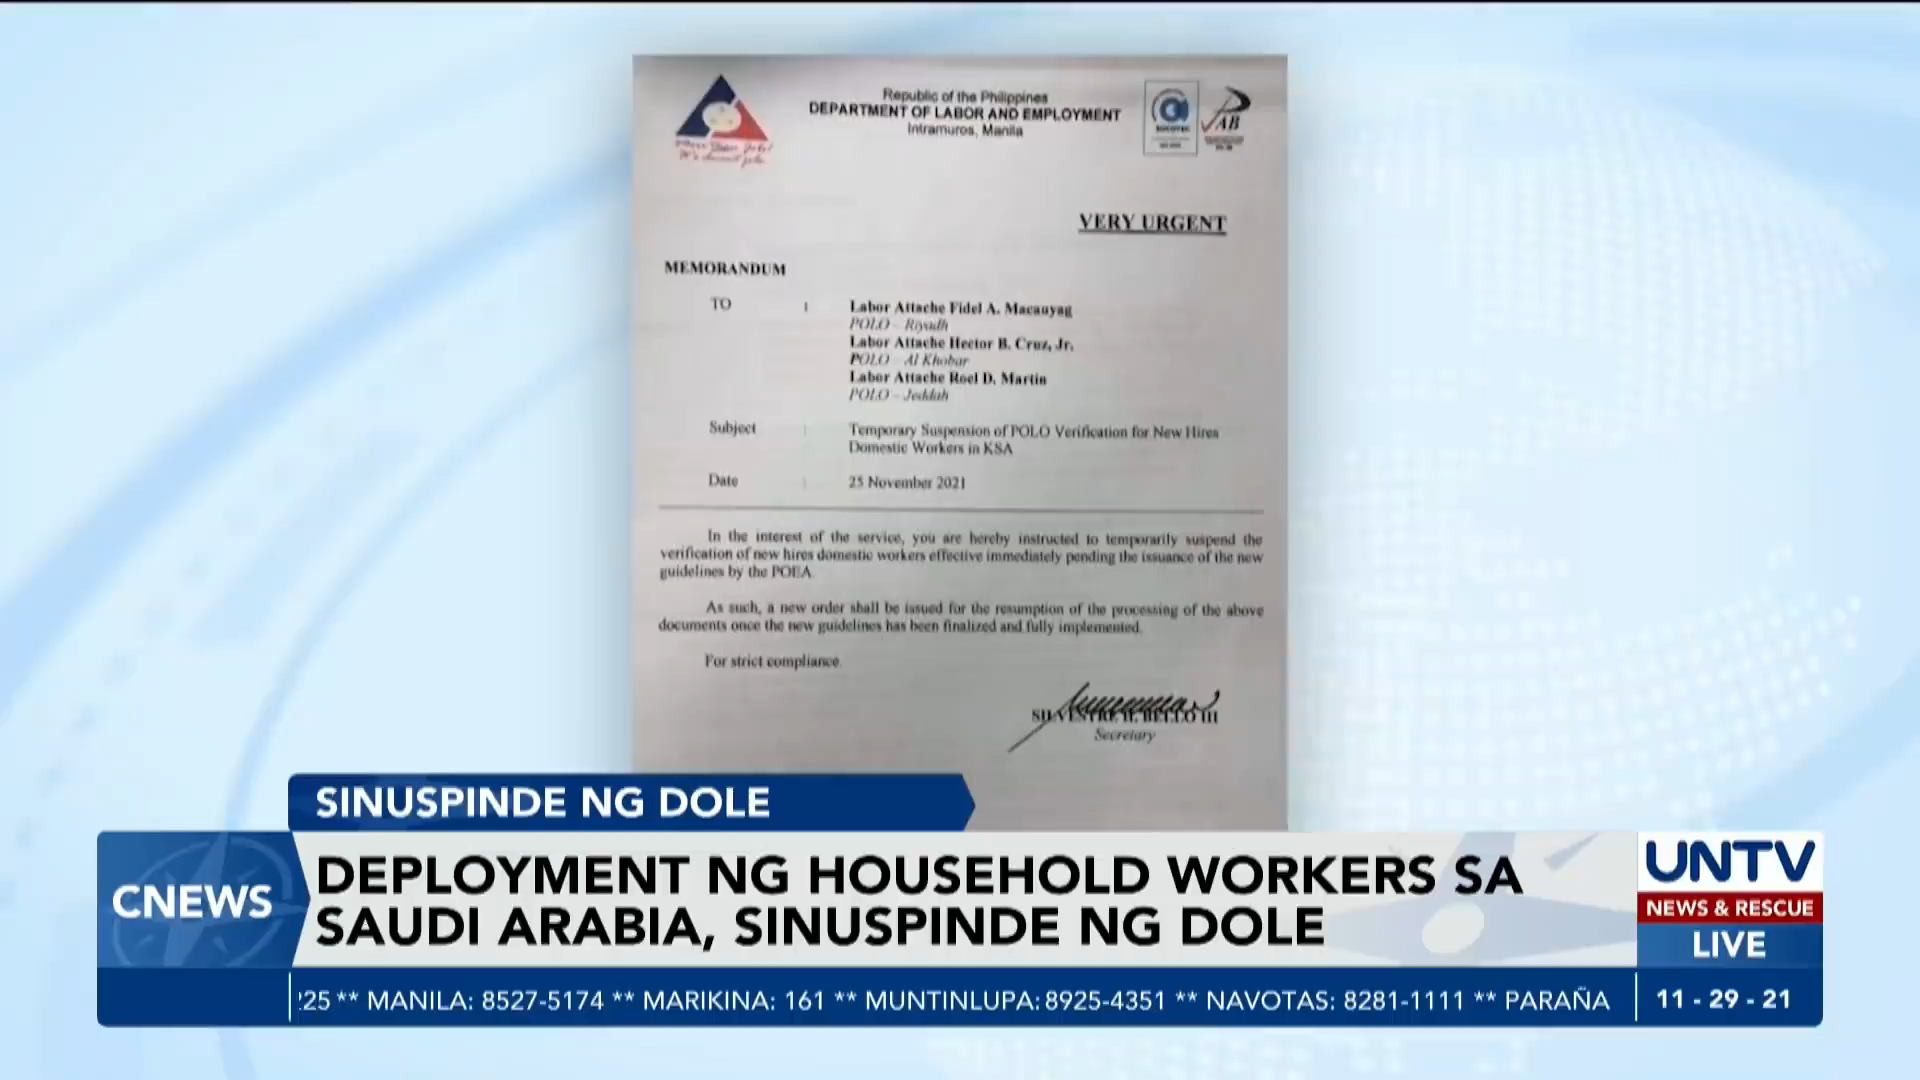 Republic of the Philippines
DEPARTMENT OF LABOR AND EMPLOYMENT
Intramuros, Manila
PAB
VERY URGENT
MEMORANDUM
TO : Labor Attache Fidel A. Macauyag
POLO – Riyadh
Labor Attache Hector B. Cruz, Jr.
POLO – Al Khobar
Labor Attache Roel D. Martin
POLO – Jeddah
Subject : Temporary Suspension of POLO Verification for New Hires
Domestic Workers in KSA
Date : 25 November 2021
In the interest of the service, you are hereby instructed to temporarily suspend the
verification of new hires domestic workers effective immediately pending the issuance of the new
guidelines by the POEA.
As such, a new order shall be issued for the resumption of the processing of the above
documents once the new guidelines has been finalized and fully implemented.
For strict compliance.
SILVESTRE H. BELLO III
Secretary
SINUSPINDE NG DOLE
CNEWS
DEPLOYMENT NG HOUSEHOLD WORKERS SA
SAUDI ARABIA, SINUSPINDE NG DOLE
UNTV
NEWS & RESCUE
LIVE
25 ** MANILA: 8527-5174 ** MARIKINA: 161 ** MUNTINLUPA: 8925-4351 ** NAVOTAS: 8281-1111 ** PARAÑA
11 - 29 - 21